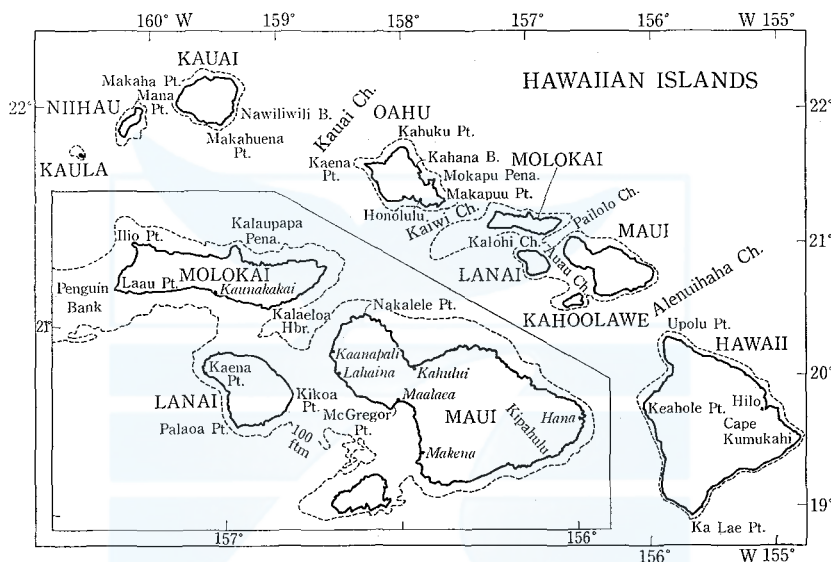 160° W
159°
158°
157°
156°
W 155°
KAUAI
HAWAIIAN ISLANDS
Makaha Pt.
Mana
Pt.
22°
NIIHAU
Nawiliwili B.
Makahuena
Pt.
KAULA
Kauai Ch.
OAHU
22°
Kahuku Pt.
Kaena
Pt.
Kahana B.
Mokapu Pena.
Makapuu Pt.
Honolulu
Kaiwi Ch.
MOLOKAI
Pailolo Ch.
Kalohi Ch.
MAUI
21°
LANAI
Auau Ch.
KAHOOLAWE
Alenuihaha Ch.
Upolu Pt.
HAWAII
20°
Keahole Pt.
Hilo
Cape
Kumukahi
19°
Ka Lae Pt.
Ilio Pt.
Kalaupapa
Pena.
MOLOKAI
Laau Pt.
Kaunakakai
Penguin
Bank
21°
Kalaeloa
Hbr.
Nakalele Pt.
Kaanapali
Lahaina
Kahului
Maalaea
Kaena
Pt.
LANAI
Kikoa
Pt.
McGregor
Pt.
MAUI
Kipahulu
Hana
Palaoa Pt.
100
ftm
Makena
157°
156°
156°
W 155°